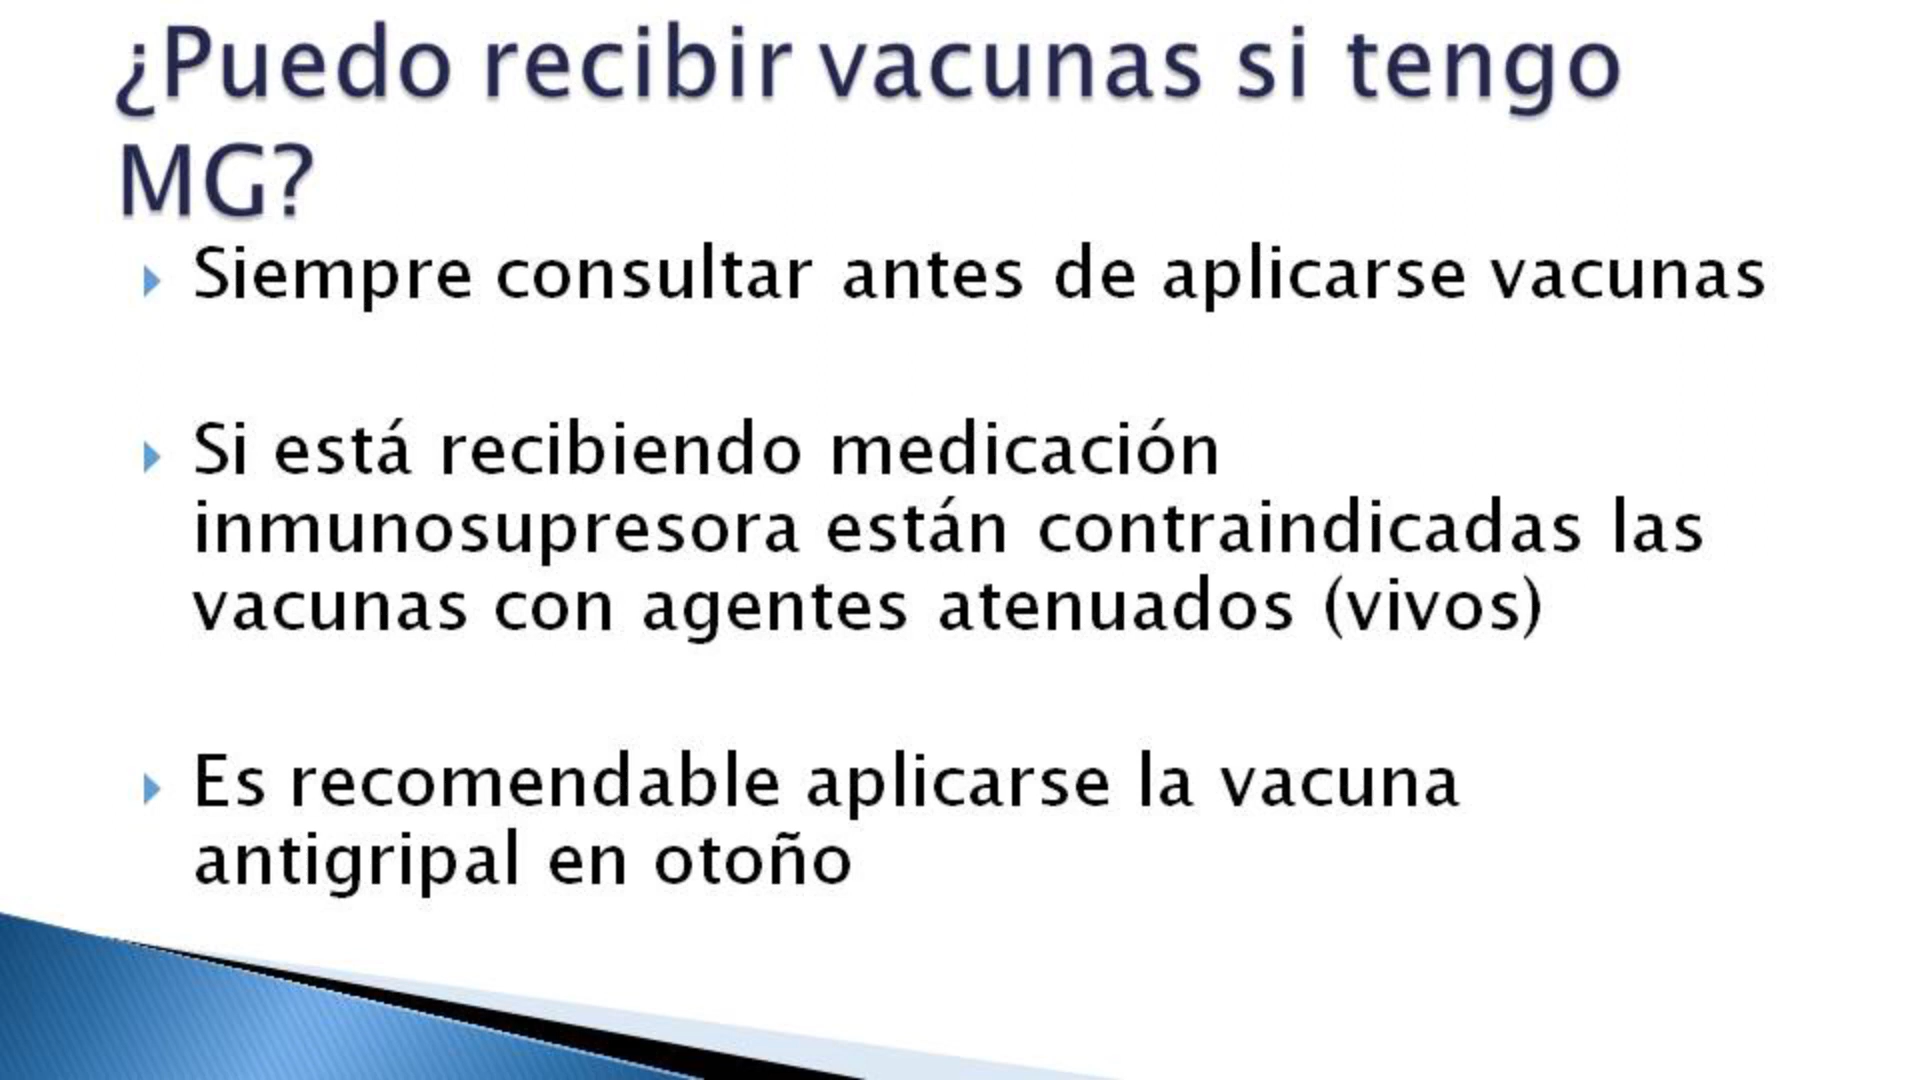 ¿Puedo recibir vacunas si tengo
MG?
Siempre consultar antes de aplicarse vacunas
Si está recibiendo medicación
inmunosupresora están contraindicadas las
vacunas con agentes atenuados (vivos)
Es recomendable aplicarse la vacuna
antigripal en otoño